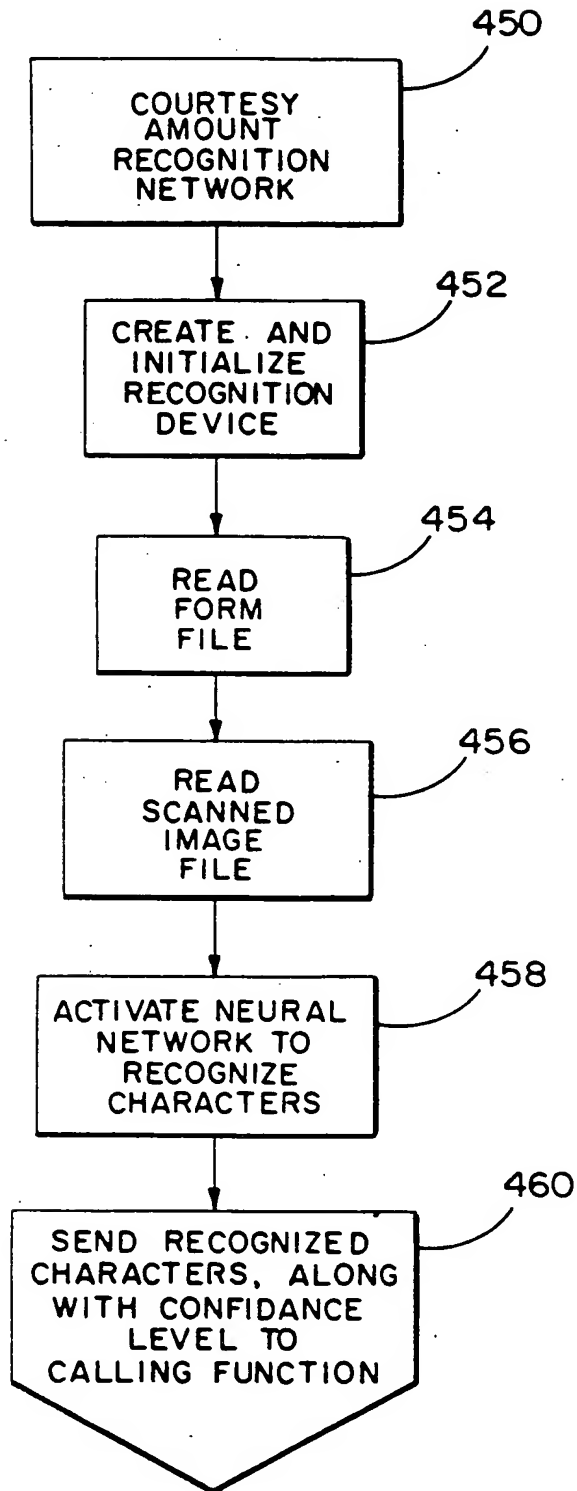 450
COURTESY
AMOUNT
RECOGNITION
NETWORK
452
CREATE AND
INITIALIZE
RECOGNITION
DEVICE
454
READ
FORM
FILE
456
READ
SCANNED
IMAGE
FILE
458
ACTIVATE NEURAL
NETWORK TO
RECOGNIZE
CHARACTERS
460
SEND RECOGNIZED
CHARACTERS, ALONG
WITH CONFIDANCE
LEVEL TO
CALLING FUNCTION